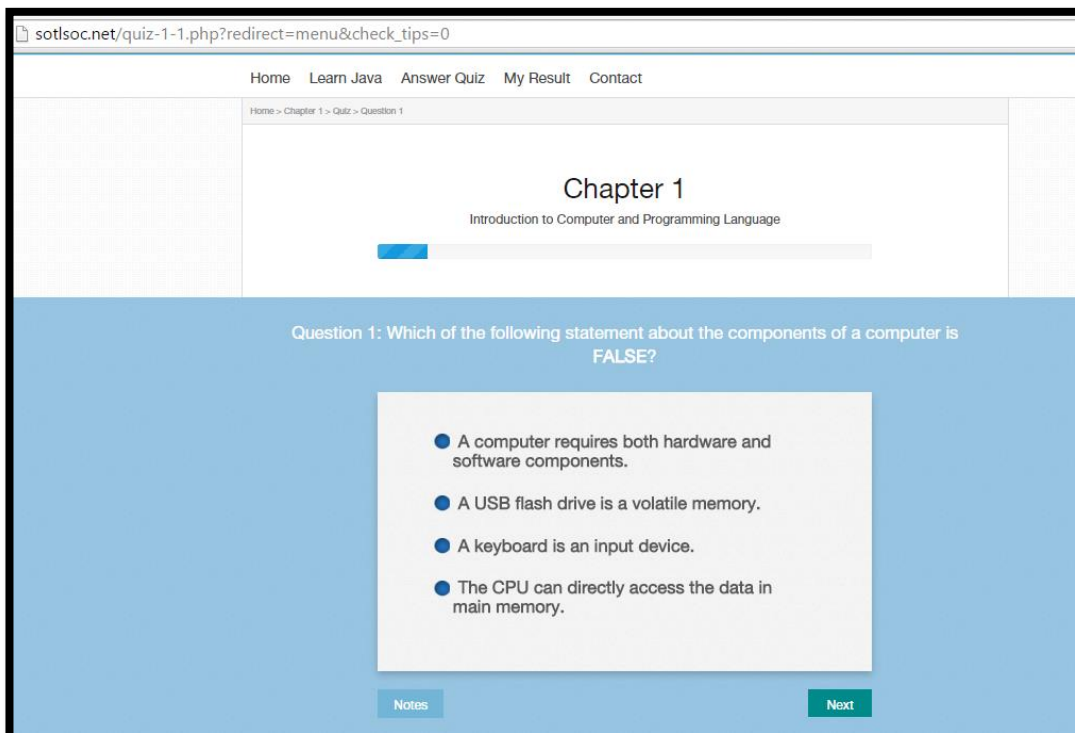 sotlsoc.net/quiz-1-1.php?redirect=menu&check_tips=0
Home Learn Java Answer Quiz My Result Contact
Home > Chapter 1 > Quiz > Question 1
Chapter 1
Introduction to Computer and Programming Language
Question 1: Which of the following statement about the components of a computer is
FALSE?
A computer requires both hardware and
software components.
A USB flash drive is a volatile memory.
A keyboard is an input device.
The CPU can directly access the data in
main memory.
Notes Next